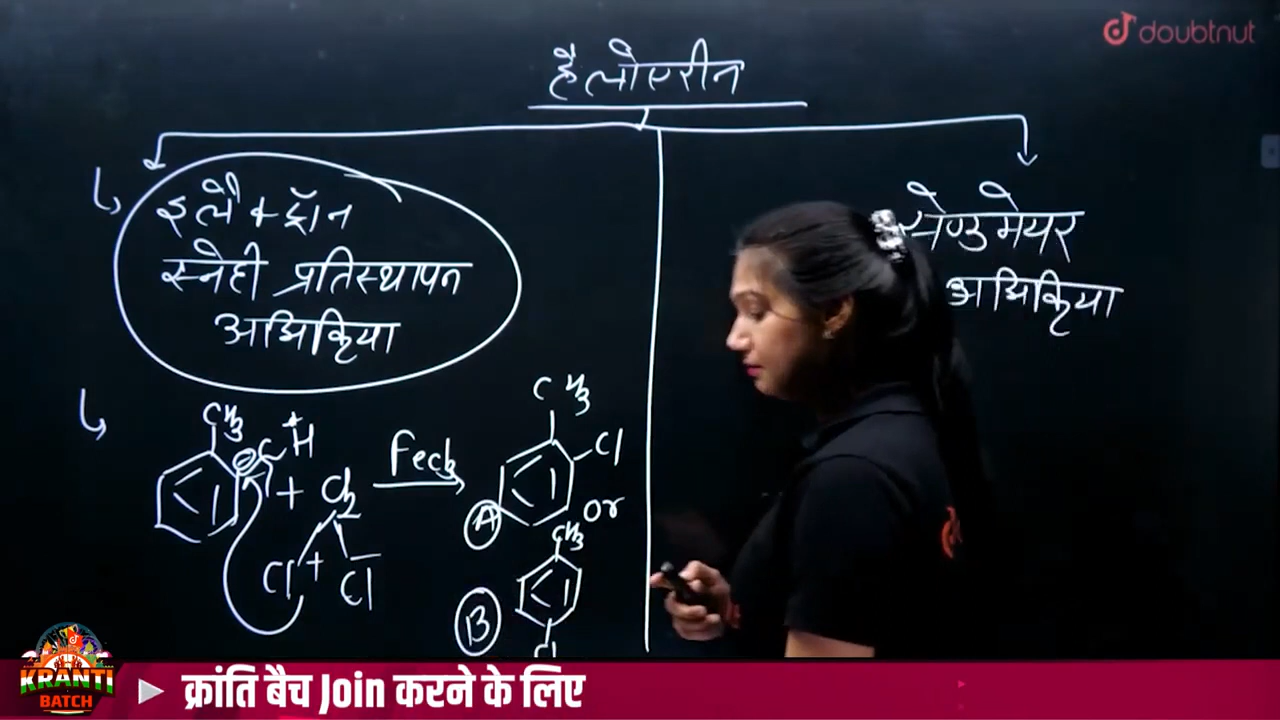 doubtnut
हैलोएरीन
इलैक्ट्रॉन
स्नेही प्रतिस्थापन
अभिक्रिया
सेण्डमेयर
अभिक्रिया
CH3
H
+ Cl2
FeCl3
Cl + Cl
CH3
Cl
A
Or
CH3
B
Cl
KRANTI
BATCH
क्रांति बैच Join करने के लिए